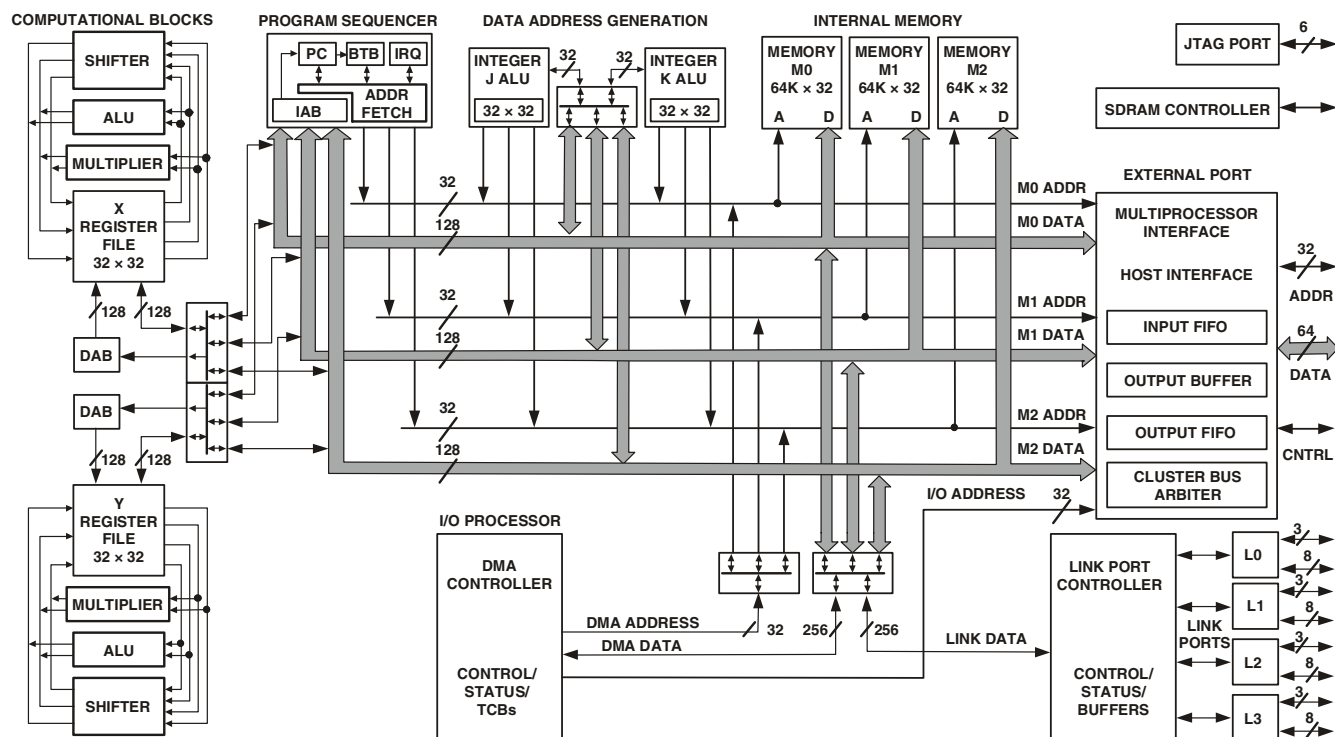 COMPUTATIONAL BLOCKS
SHIFTER
ALU
MULTIPLIER
X
REGISTER
FILE
32 × 32
128
128
DAB
DAB
128
128
Y
REGISTER
FILE
32 × 32
MULTIPLIER
ALU
SHIFTER
PROGRAM SEQUENCER
PC
BTB
IRQ
ADDR
FETCH
IAB
DATA ADDRESS GENERATION
INTEGER
J ALU
32 × 32
32
32
INTEGER
K ALU
32 × 32
INTERNAL MEMORY
MEMORY
M0
64K × 32
A
D
MEMORY
M1
64K × 32
A
D
MEMORY
M2
64K × 32
A
D
32
128
32
128
32
128
M0 ADDR
M0 DATA
M1 ADDR
M1 DATA
M2 ADDR
M2 DATA
I/O ADDRESS
32
JTAG PORT
6
SDRAM CONTROLLER
EXTERNAL PORT
MULTIPROCESSOR
INTERFACE
HOST INTERFACE
INPUT FIFO
OUTPUT BUFFER
OUTPUT FIFO
CLUSTER BUS
ARBITER
32
ADDR
64
DATA
CNTRL
I/O PROCESSOR
DMA
CONTROLLER
CONTROL/
STATUS/
TCBs
DMA ADDRESS
32
DMA DATA
256
256
LINK DATA
LINK PORT
CONTROLLER
CONTROL/
STATUS/
BUFFERS
LINK
PORTS
L0
3
8
L1
3
8
L2
3
8
L3
3
8